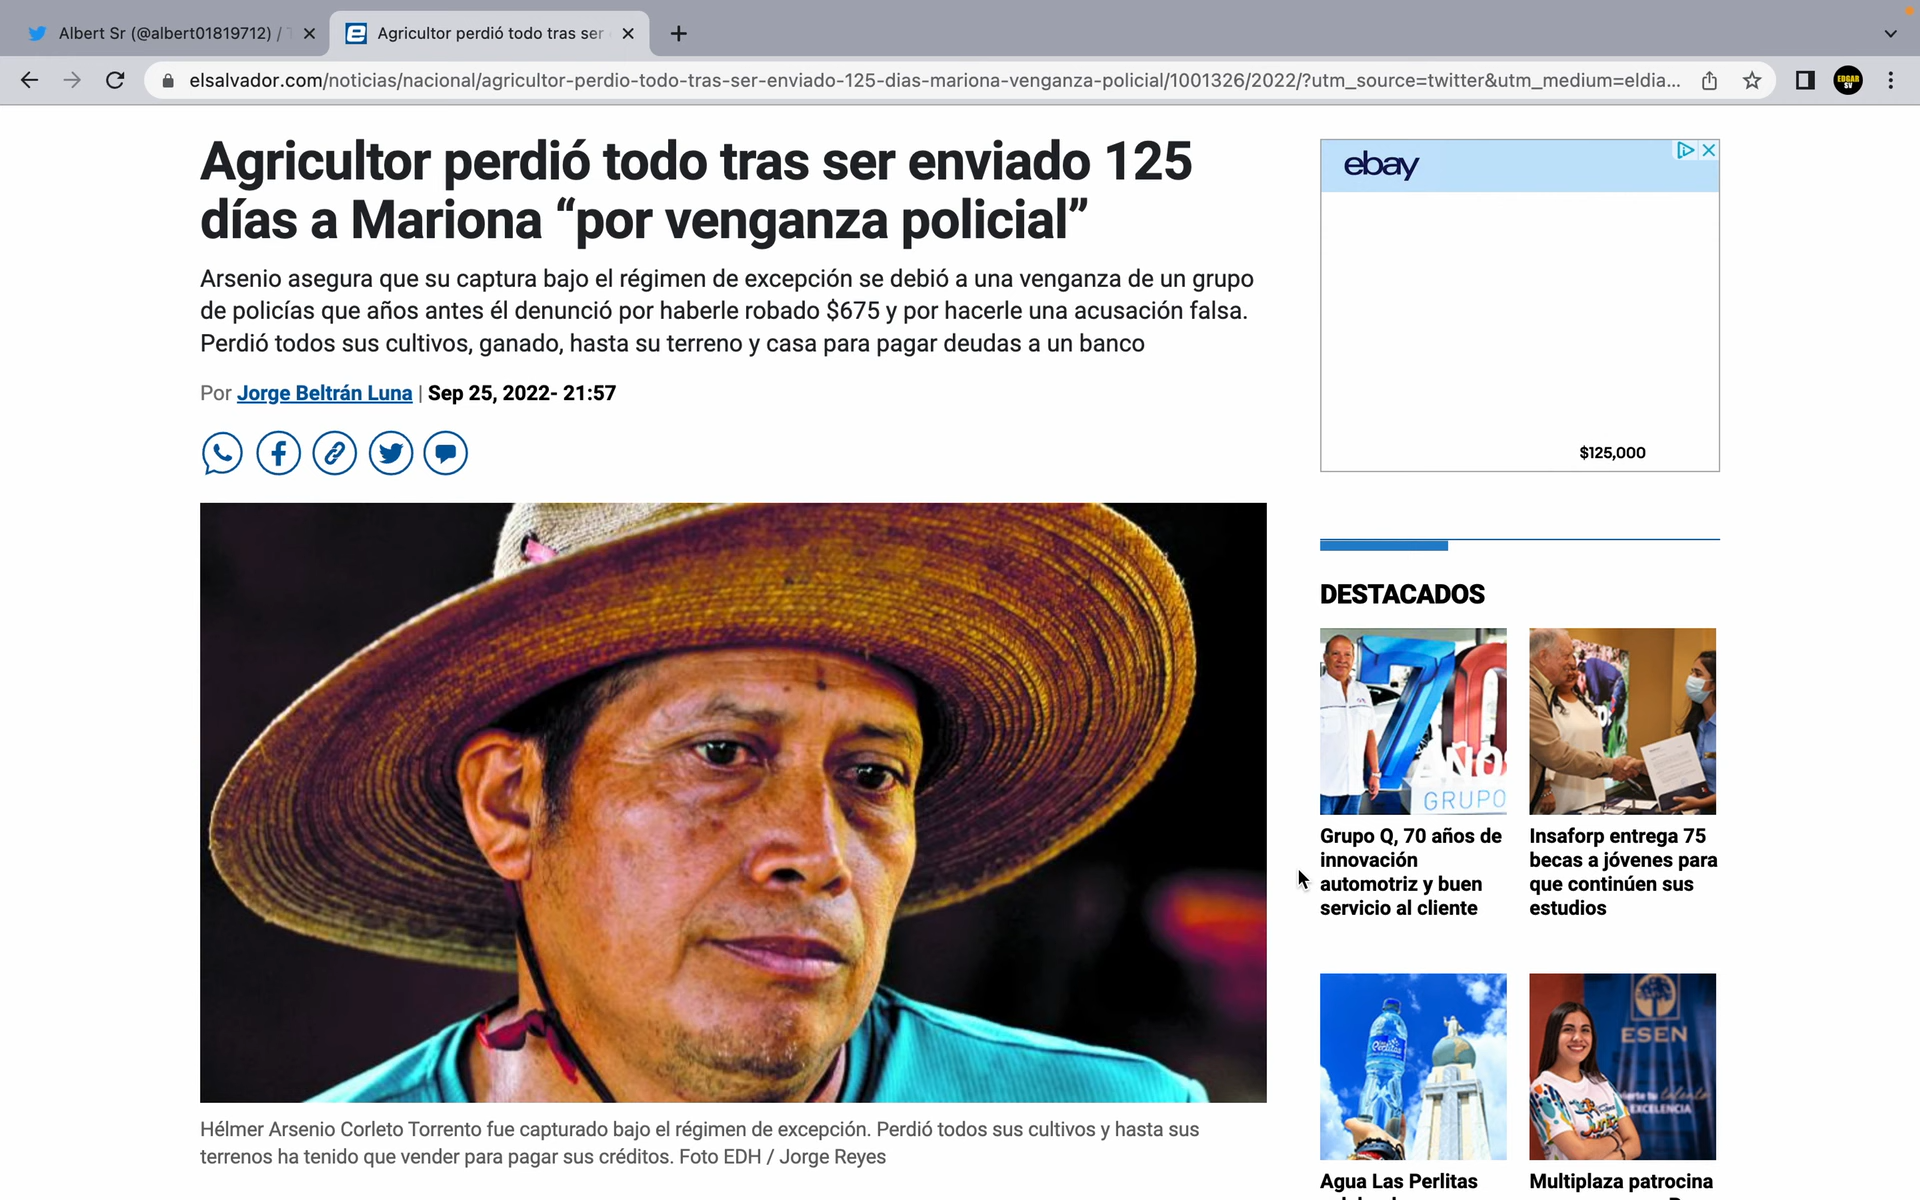 Albert Sr (@albert01819712) /
Agricultor perdió todo tras ser
elsalvador.com/noticias/nacional/agricultor-perdio-todo-tras-ser-enviado-125-dias-mariona-venganza-policial/1001326/2022/?utm_source=twitter&utm_medium=eldia...
EDGAR
SV
Agricultor perdió todo tras ser enviado 125
días a Mariona “por venganza policial”
Arsenio asegura que su captura bajo el régimen de excepción se debió a una venganza de un grupo
de policías que años antes él denunció por haberle robado $675 y por hacerle una acusación falsa.
Perdió todos sus cultivos, ganado, hasta su terreno y casa para pagar deudas a un banco
Por Jorge Beltrán Luna | Sep 25, 2022- 21:57
Hélmer Arsenio Corleto Torrento fue capturado bajo el régimen de excepción. Perdió todos sus cultivos y hasta sus
terrenos ha tenido que vender para pagar sus créditos. Foto EDH / Jorge Reyes
ebay
$125,000
DESTACADOS
70
AÑO
GRUPO
Grupo Q, 70 años de
innovación
automotriz y buen
servicio al cliente
Insaforp entrega 75
becas a jóvenes para
que continúen sus
estudios
ESEN
EXCELENCIA
Agua Las Perlitas
Multiplaza patrocina